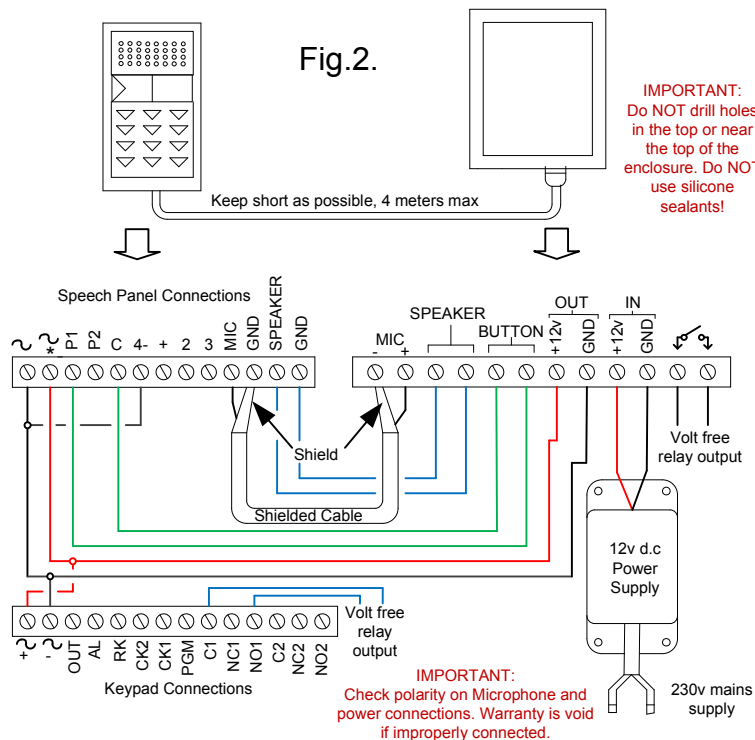 Fig.2.
IMPORTANT:
Do NOT drill holes
in the top or near
the top of the
enclosure. Do NOT
use silicone
sealants!
Keep short as possible, 4 meters max
Speech Panel Connections
* P1 P2 C 4- + 2 3 MIC GND SPEAKER GND
OUT IN
SPEAKER
MIC BUTTON +12v GND +12v GND
- +
Shield
Volt free
relay output
Shielded Cable
12v d.c
Power
Supply
Volt free
relay output
+ - OUT AL RK CK2 CK1 PGM C1 NC1 NO1 C2 NC2 NO2
Keypad Connections
IMPORTANT:
Check polarity on Microphone and
power connections. Warranty is void
if improperly connected.
230v mains
supply